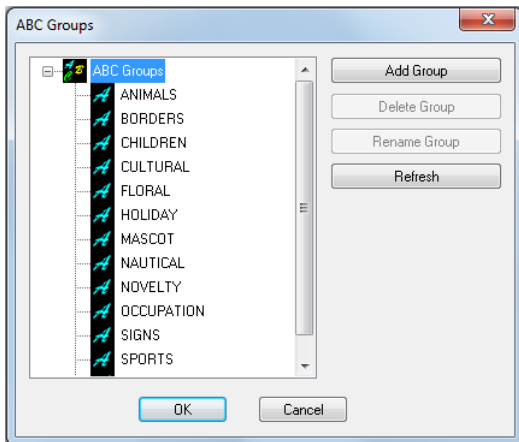 ABC Groups
ABC Groups
ANIMALS
BORDERS
CHILDREN
CULTURAL
FLORAL
HOLIDAY
MASCOT
NAUTICAL
NOVELTY
OCCUPATION
SIGNS
SPORTS
Add Group
Delete Group
Rename Group
Refresh
OK
Cancel